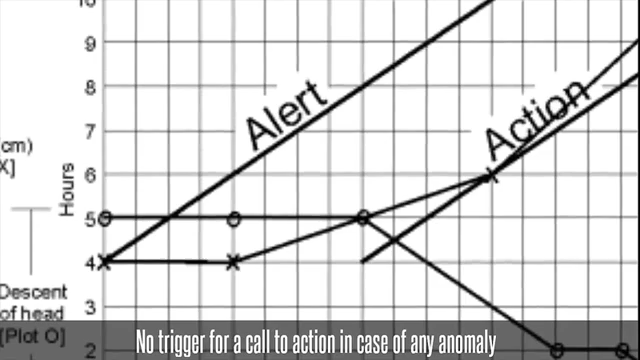 10
9
8
7
6
5
4
3
2
(cm)
X]
Hours
Descent
of head
[Plot O]
Alert
Action
No trigger for a call to action in case of any anomaly